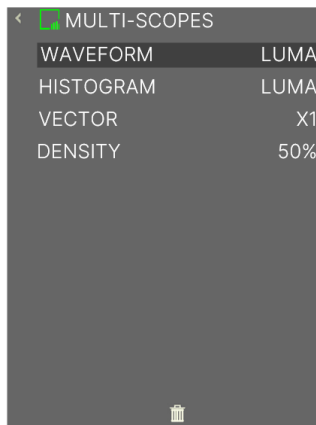 MULTI-SCOPES
WAVEFORM LUMA
HISTOGRAM LUMA
VECTOR X1
DENSITY 50%